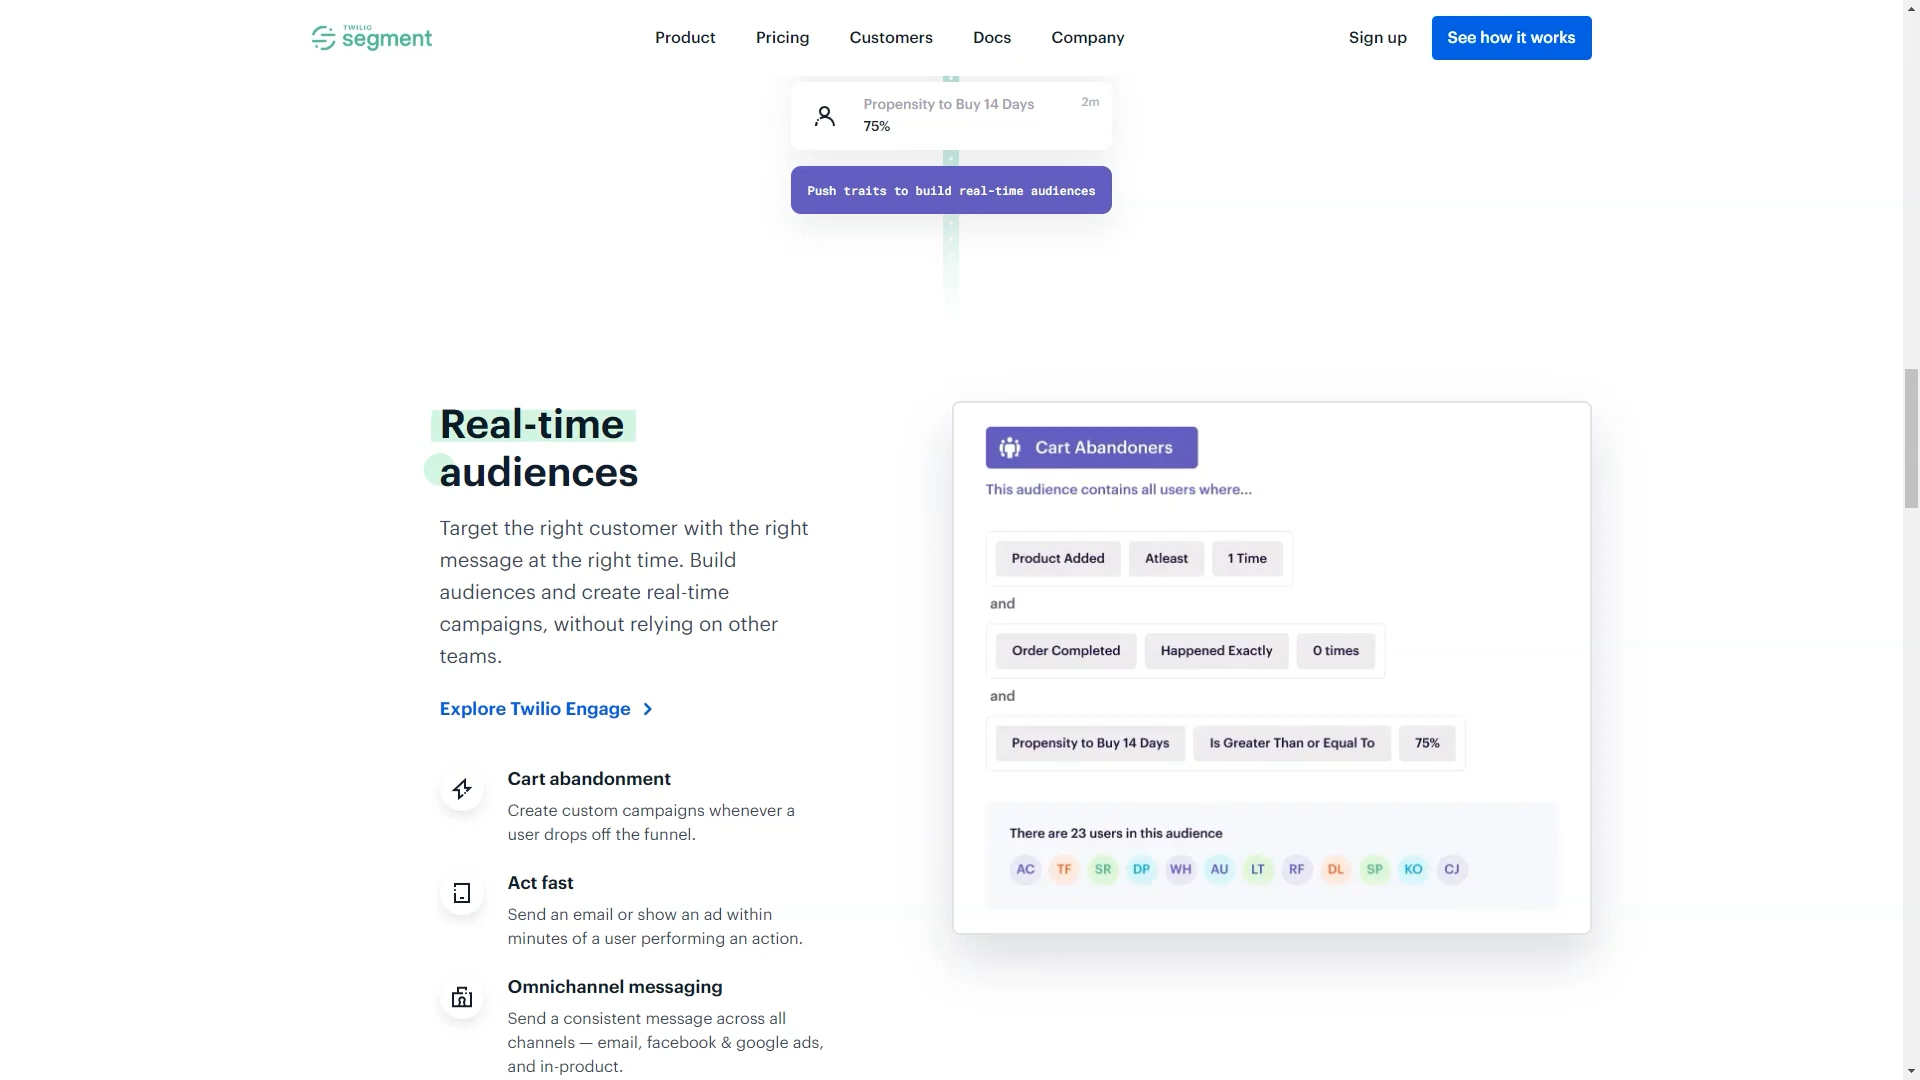 TWILIO
segment
Product
Pricing
Customers
Docs
Company
Sign up
See how it works
Propensity to Buy 14 Days
2m
75%
Push traits to build real-time audiences
Real-time
audiences
Target the right customer with the right
message at the right time. Build
audiences and create real-time
campaigns, without relying on other
teams.
Explore Twilio Engage
Cart abandonment
Create custom campaigns whenever a
user drops off the funnel.
Act fast
Send an email or show an ad within
minutes of a user performing an action.
Omnichannel messaging
Send a consistent message across all
channels — email, facebook & google ads,
and in-product.
Cart Abandoners
This audience contains all users where...
Product Added Atleast 1 Time
and
Order Completed Happened Exactly 0 times
and
Propensity to Buy 14 Days Is Greater Than or Equal To 75%
There are 23 users in this audience
AC TF SR DP WH AU LT RF DL SP KO CJ